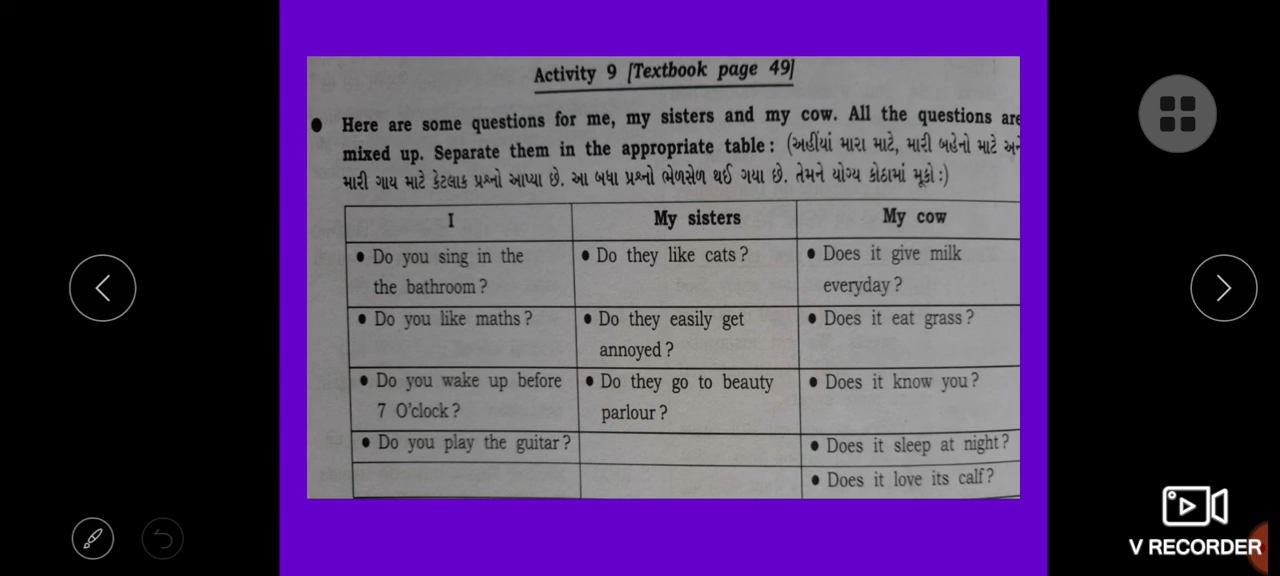 Activity 9 [Textbook page 49]
● Here are some questions for me, my sisters and my cow. All the questions are
mixed up. Separate them in the appropriate table : (અહીંયાં મારા માટે, મારી બહેનો માટે અને
મારી ગાય માટે કેટલાક પ્રશ્નો આપ્યા છે. આ બધા પ્રશ્નો ભેળસેળ થઈ ગયા છે. તેમને યોગ્ય કોઠામાં મૂકો :)
I My sisters My cow
● Do you sing in the ● Do they like cats? ● Does it give milk
the bathroom? everyday?
● Do you like maths? ● Do they easily get ● Does it eat grass?
annoyed?
● Do you wake up before ● Do they go to beauty ● Does it know you?
7 O'clock? parlour?
● Do you play the guitar? ● Does it sleep at night?
● Does it love its calf?
V RECORDER